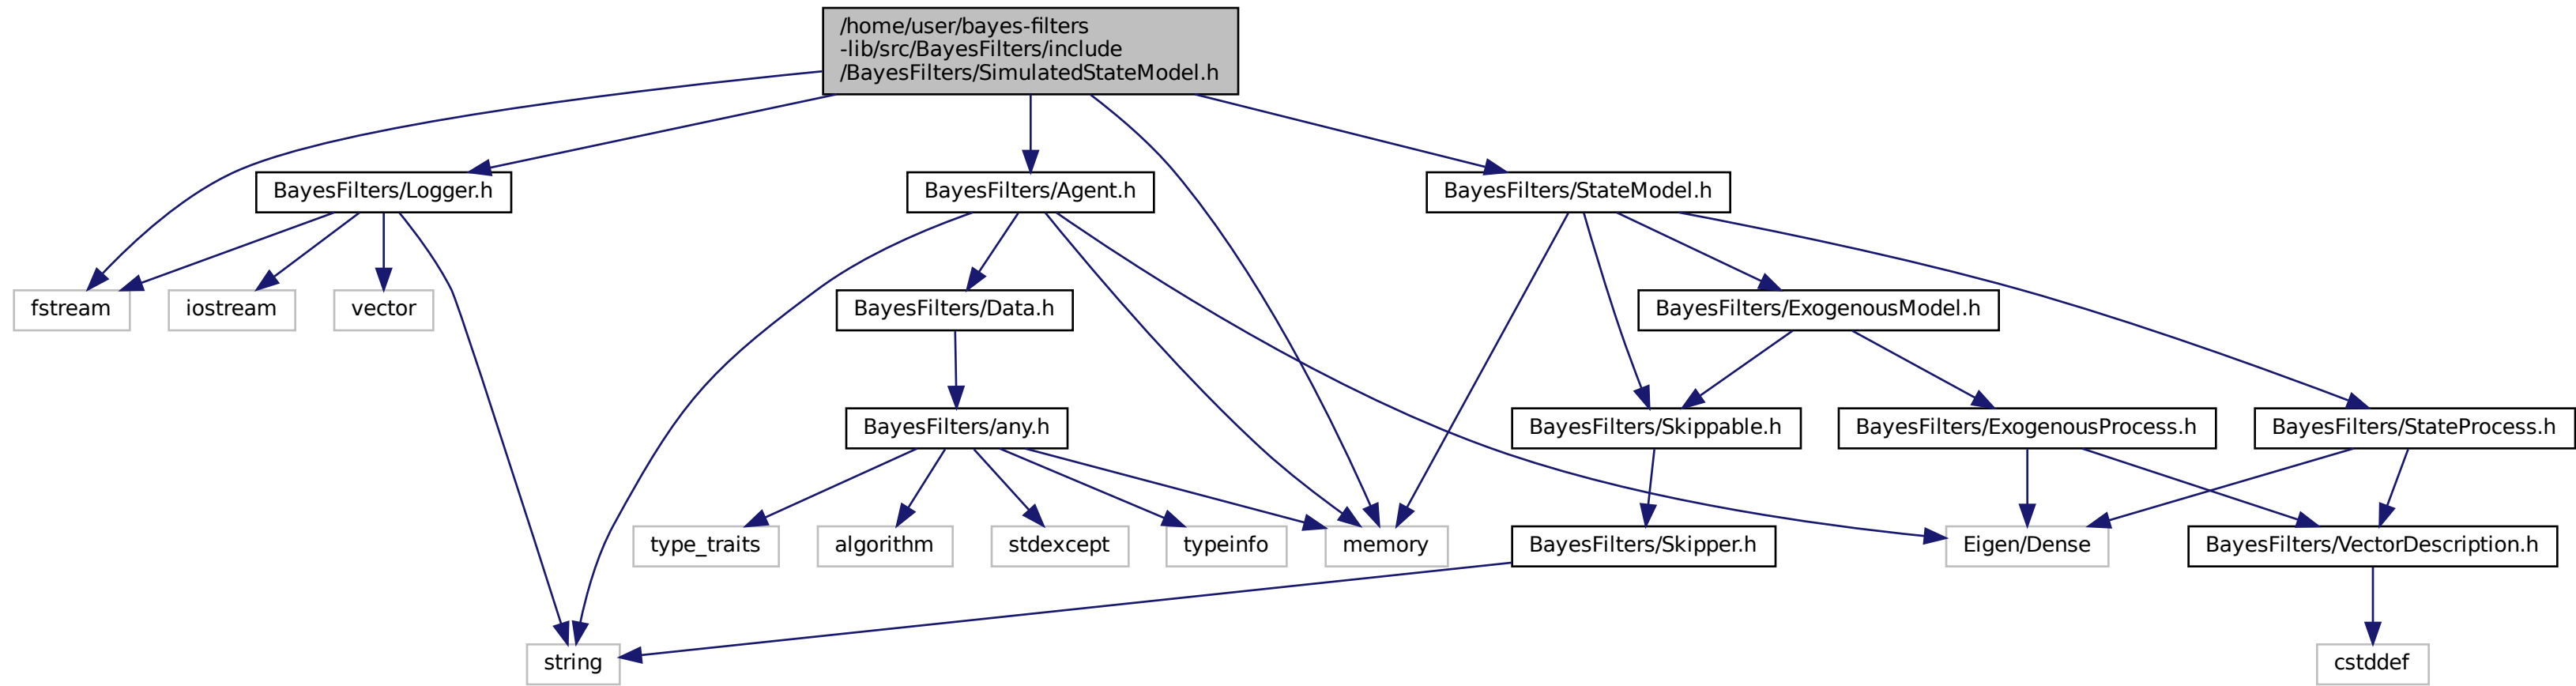 /home/user/bayes-filters
-lib/src/BayesFilters/include
/BayesFilters/SimulatedStateModel.h
BayesFilters/Logger.h
BayesFilters/Agent.h
BayesFilters/StateModel.h
fstream
iostream
vector
BayesFilters/Data.h
BayesFilters/ExogenousModel.h
BayesFilters/any.h
BayesFilters/Skippable.h
BayesFilters/ExogenousProcess.h
BayesFilters/StateProcess.h
type_traits
algorithm
stdexcept
typeinfo
memory
BayesFilters/Skipper.h
Eigen/Dense
BayesFilters/VectorDescription.h
string
cstddef